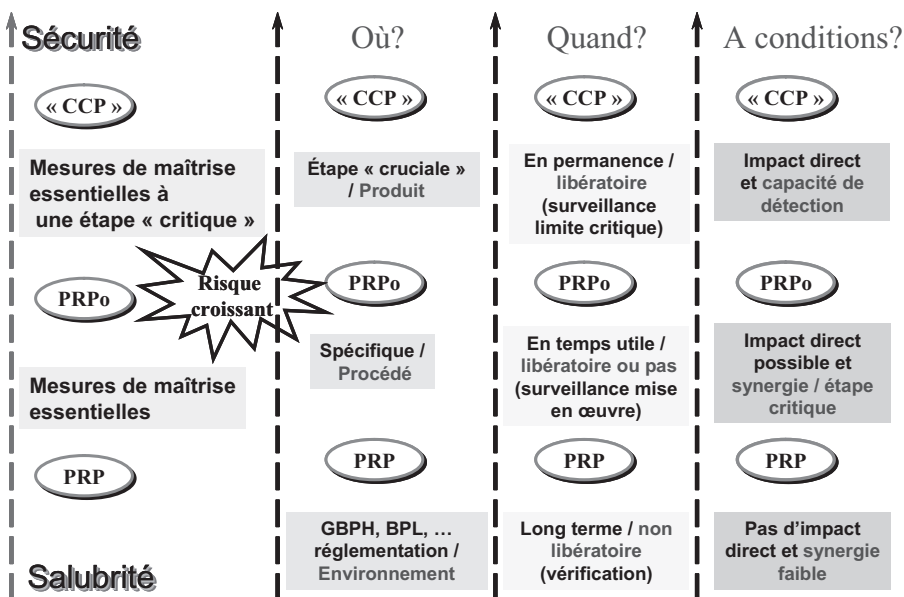 Sécurité
Où?
Quand?
A conditions?
« CCP »
« CCP »
« CCP »
« CCP »
Mesures de maîtrise
essentielles à
une étape « critique »
Étape « cruciale »
/ Produit
En permanence /
libératoire
(surveillance
limite critique)
Impact direct
et capacité de
détection
Risque
croissant
PRPo
PRPo
PRPo
PRPo
Mesures de maîtrise
essentielles
Spécifique /
Procédé
En temps utile /
libératoire ou pas
(surveillance mise
en œuvre)
Impact direct
possible et
synergie / étape
critique
PRP
PRP
PRP
PRP
Salubrité
GBPH, BPL, …
réglementation /
Environnement
Long terme / non
libératoire
(vérification)
Pas d’impact
direct et synergie
faible